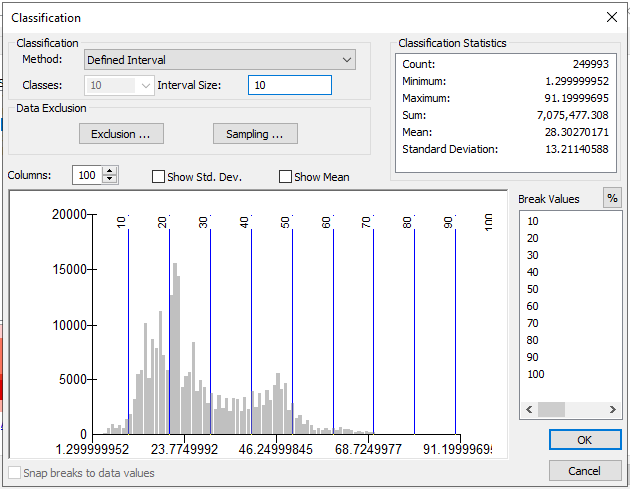 Classification
Classification
Method: Defined Interval
Classes: 10 Interval Size: 10
Data Exclusion
Exclusion ...
Sampling ...
Classification Statistics
Count: 249993
Minimum: 1.299999952
Maximum: 91.19999695
Sum: 7,075,477.308
Mean: 28.30270171
Standard Deviation: 13.21140588
Columns: 100 Show Std. Dev. Show Mean
10 20 30 40 50 60 70 80 90 100
20000
15000
10000
5000
0
1.299999952 23.7749992 46.24999845 68.7249977 91.19999695
Break Values %
10
20
30
40
50
60
70
80
90
100
OK
Snap breaks to data values
Cancel